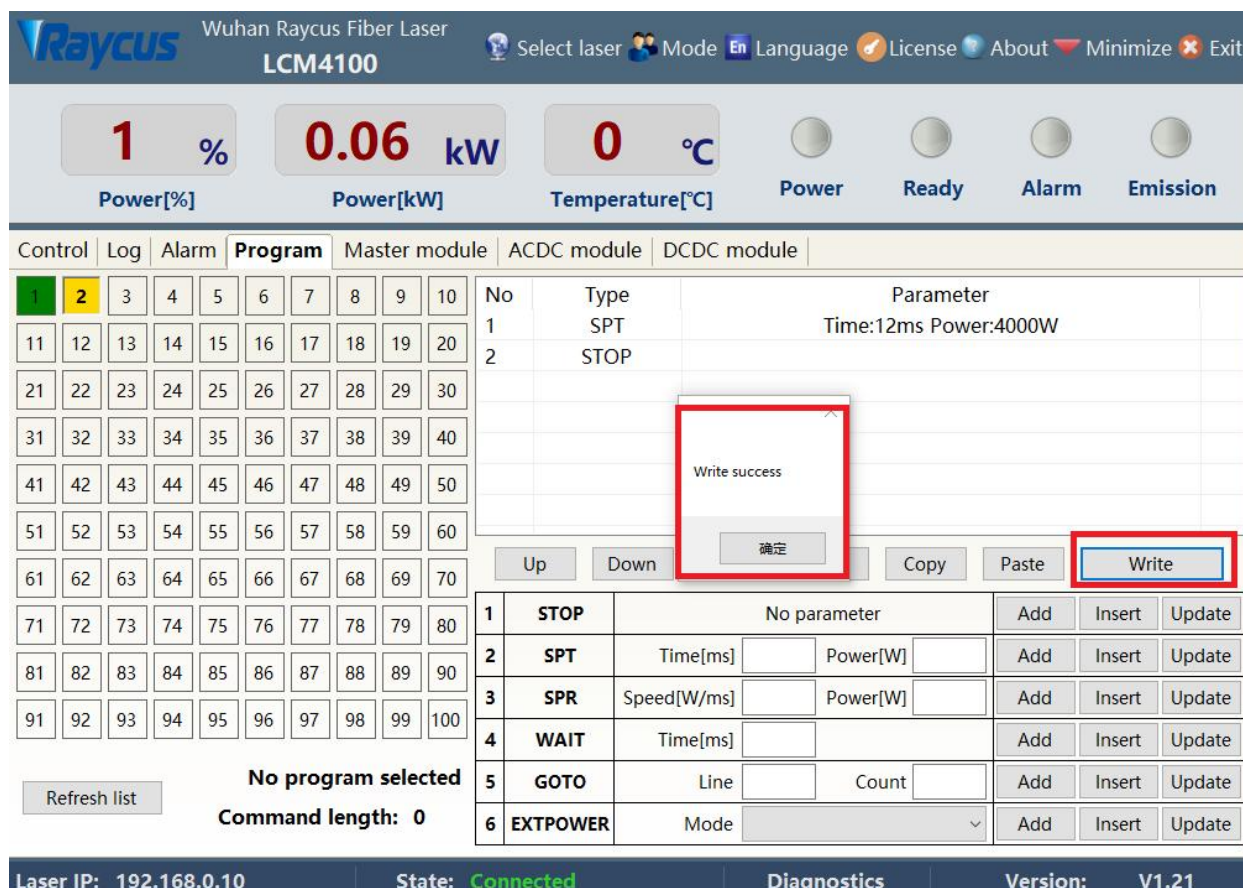 Raycus
Wuhan Raycus Fiber Laser
LCM4100
Select laser Mode En Language License About Minimize Exit
1 % 0.06 kW 0 ℃
Power[%] Power[kW] Temperature[℃] Power Ready Alarm Emission
Control Log Alarm Program Master module ACDC module DCDC module
1 2 3 4 5 6 7 8 9 10
11 12 13 14 15 16 17 18 19 20
21 22 23 24 25 26 27 28 29 30
31 32 33 34 35 36 37 38 39 40
41 42 43 44 45 46 47 48 49 50
51 52 53 54 55 56 57 58 59 60
61 62 63 64 65 66 67 68 69 70
71 72 73 74 75 76 77 78 79 80
81 82 83 84 85 86 87 88 89 90
91 92 93 94 95 96 97 98 99 100
Refresh list
No program selected
Command length: 0
No Type Parameter
1 SPT Time:12ms Power:4000W
2 STOP
Write success
确定
Up Down Copy Paste Write
1 STOP No parameter Add Insert Update
2 SPT Time[ms] Power[W] Add Insert Update
3 SPR Speed[W/ms] Power[W] Add Insert Update
4 WAIT Time[ms] Add Insert Update
5 GOTO Line Count Add Insert Update
6 EXTPOWER Mode Add Insert Update
Laser IP: 192.168.0.10 State: Connected Diagnostics Version: V1.21